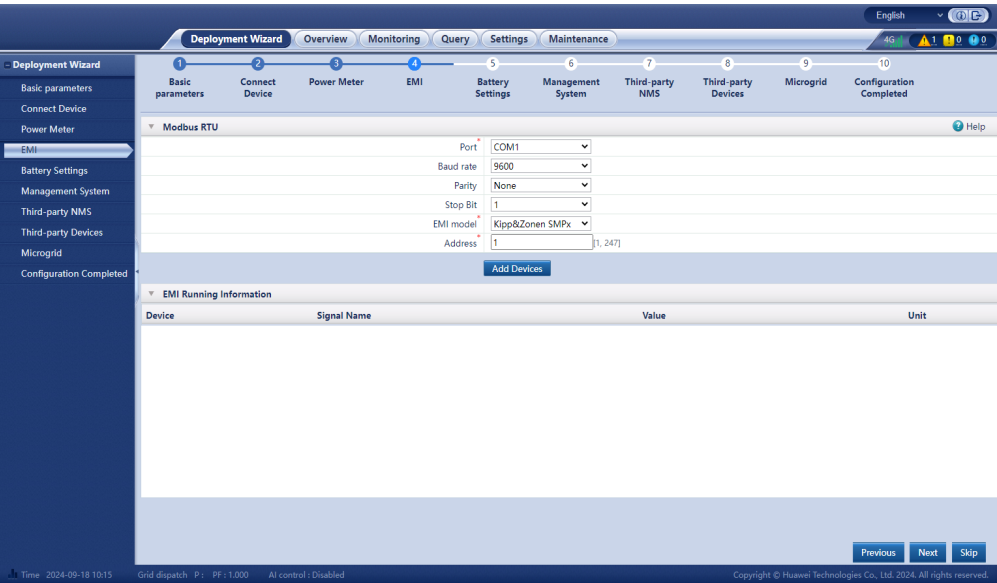 English
Deployment Wizard Overview Monitoring Query Settings Maintenance
4G 1 0 0
Deployment Wizard
Basic parameters
Connect Device
Power Meter
EMI
Battery Settings
Management System
Third-party NMS
Third-party Devices
Microgrid
Configuration Completed
1 2 3 4 5 6 7 8 9 10
Basic parameters
Connect Device
Power Meter
EMI
Battery Settings
Management System
Third-party NMS
Third-party Devices
Microgrid
Configuration Completed
Modbus RTU Help
Port* COM1
Baud rate 9600
Parity None
Stop Bit 1
EMI model* Kipp&Zonen SMPx
Address* 1 [1, 247]
Add Devices
EMI Running Information
Device Signal Name Value Unit
Previous Next Skip
Time 2024-09-18 10:15 Grid dispatch P : PF : 1.000 AI control : Disabled Copyright © Huawei Technologies Co., Ltd. 2024. All rights reserved.